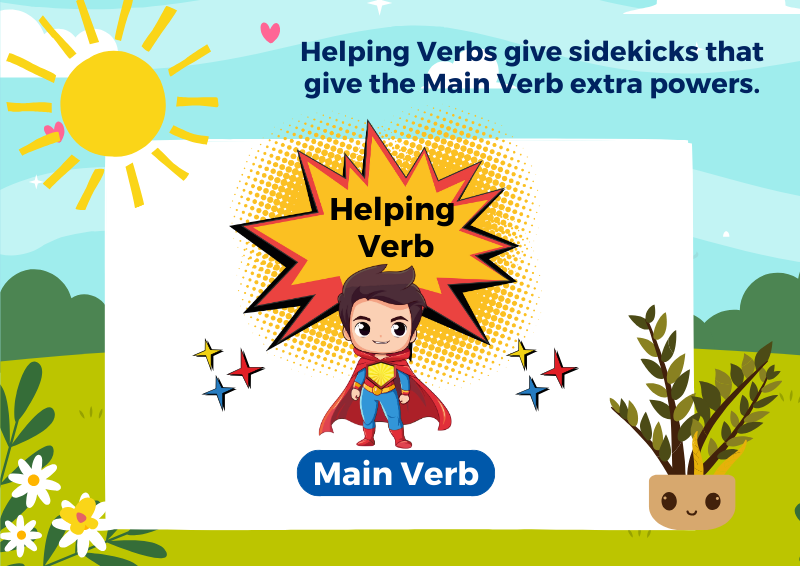 Helping Verbs give sidekicks that
give the Main Verb extra powers.
Helping
Verb
Main Verb